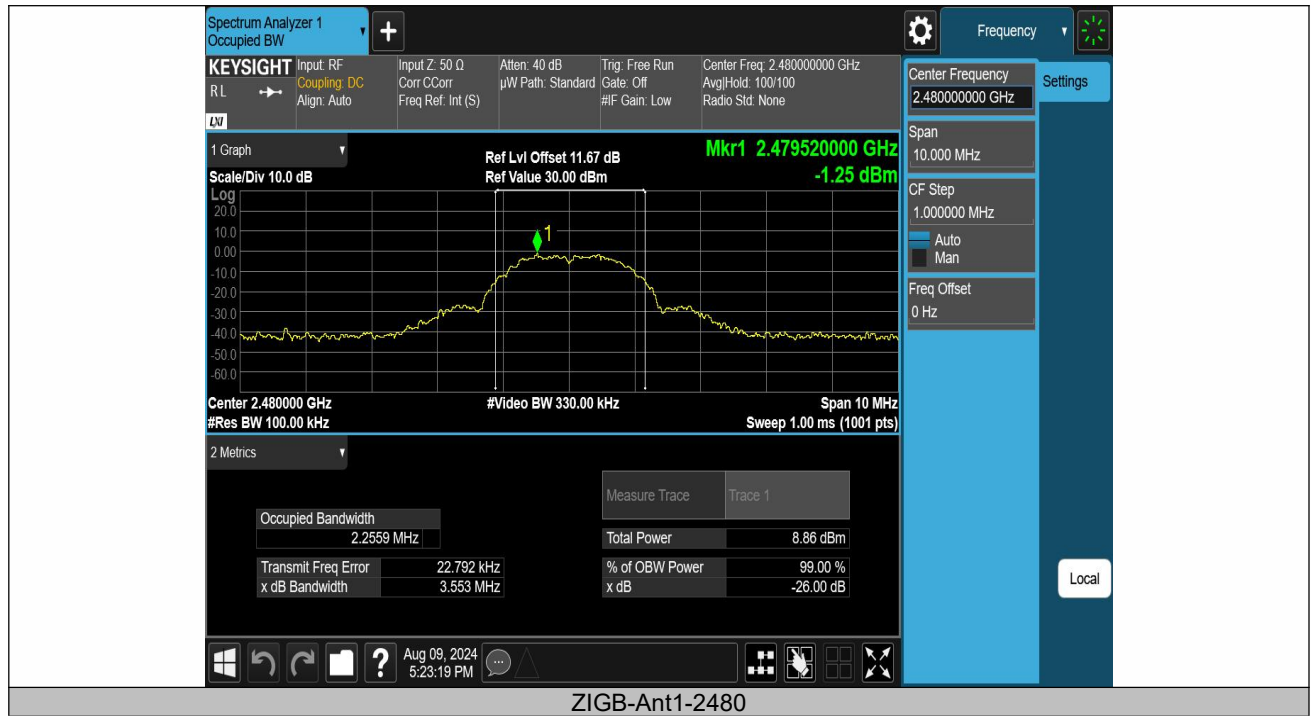 Spectrum Analyzer 1
Occupied BW
Frequency
KEYSIGHT
R L
LXI
Input: RF
Coupling: DC
Align: Auto
Input Z: 50 Ω
Corr CCorr
Freq Ref: Int (S)
Atten: 40 dB
µW Path: Standard
Trig: Free Run
Gate: Off
#IF Gain: Low
Center Freq: 2.480000000 GHz
Avg|Hold: 100/100
Radio Std: None
Center Frequency
2.480000000 GHz
Settings
Span
10.000 MHz
CF Step
1.000000 MHz
Auto
Man
Freq Offset
0 Hz
Local
1 Graph
Scale/Div 10.0 dB
Ref Lvl Offset 11.67 dB
Ref Value 30.00 dBm
Mkr1 2.479520000 GHz
-1.25 dBm
Log
20.0
10.0
0.00
-10.0
-20.0
-30.0
-40.0
-50.0
-60.0
1
Center 2.480000 GHz
#Res BW 100.00 kHz
#Video BW 330.00 kHz
Span 10 MHz
Sweep 1.00 ms (1001 pts)
2 Metrics
Measure Trace Trace 1
Occupied Bandwidth
2.2559 MHz
Total Power 8.86 dBm
Transmit Freq Error 22.792 kHz
% of OBW Power 99.00 %
x dB Bandwidth 3.553 MHz
x dB -26.00 dB
Aug 09, 2024
5:23:19 PM
ZIGB-Ant1-2480